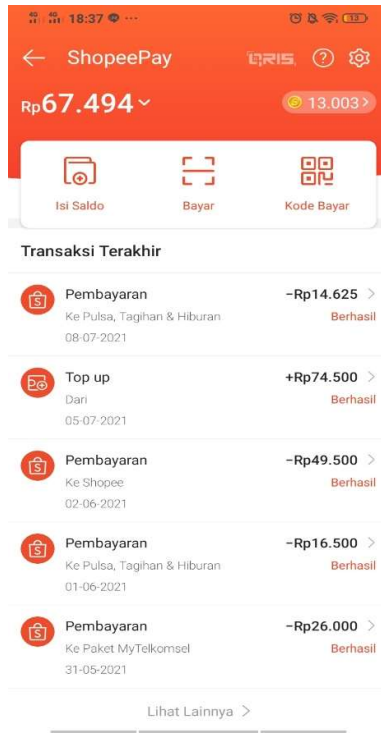 4G 4G 18:37 ...
ShopeePay QRIS ?
Rp67.494
13.003 >
Isi Saldo Bayar Kode Bayar
Transaksi Terakhir
Pembayaran −Rp14.625 >
Ke Pulsa, Tagihan & Hiburan Berhasil
08-07-2021
Top up +Rp74.500 >
Dari Berhasil
05-07-2021
Pembayaran −Rp49.500 >
Ke Shopee Berhasil
02-06-2021
Pembayaran −Rp16.500 >
Ke Pulsa, Tagihan & Hiburan Berhasil
01-06-2021
Pembayaran −Rp26.000 >
Ke Paket MyTelkomsel Berhasil
31-05-2021
Lihat Lainnya >